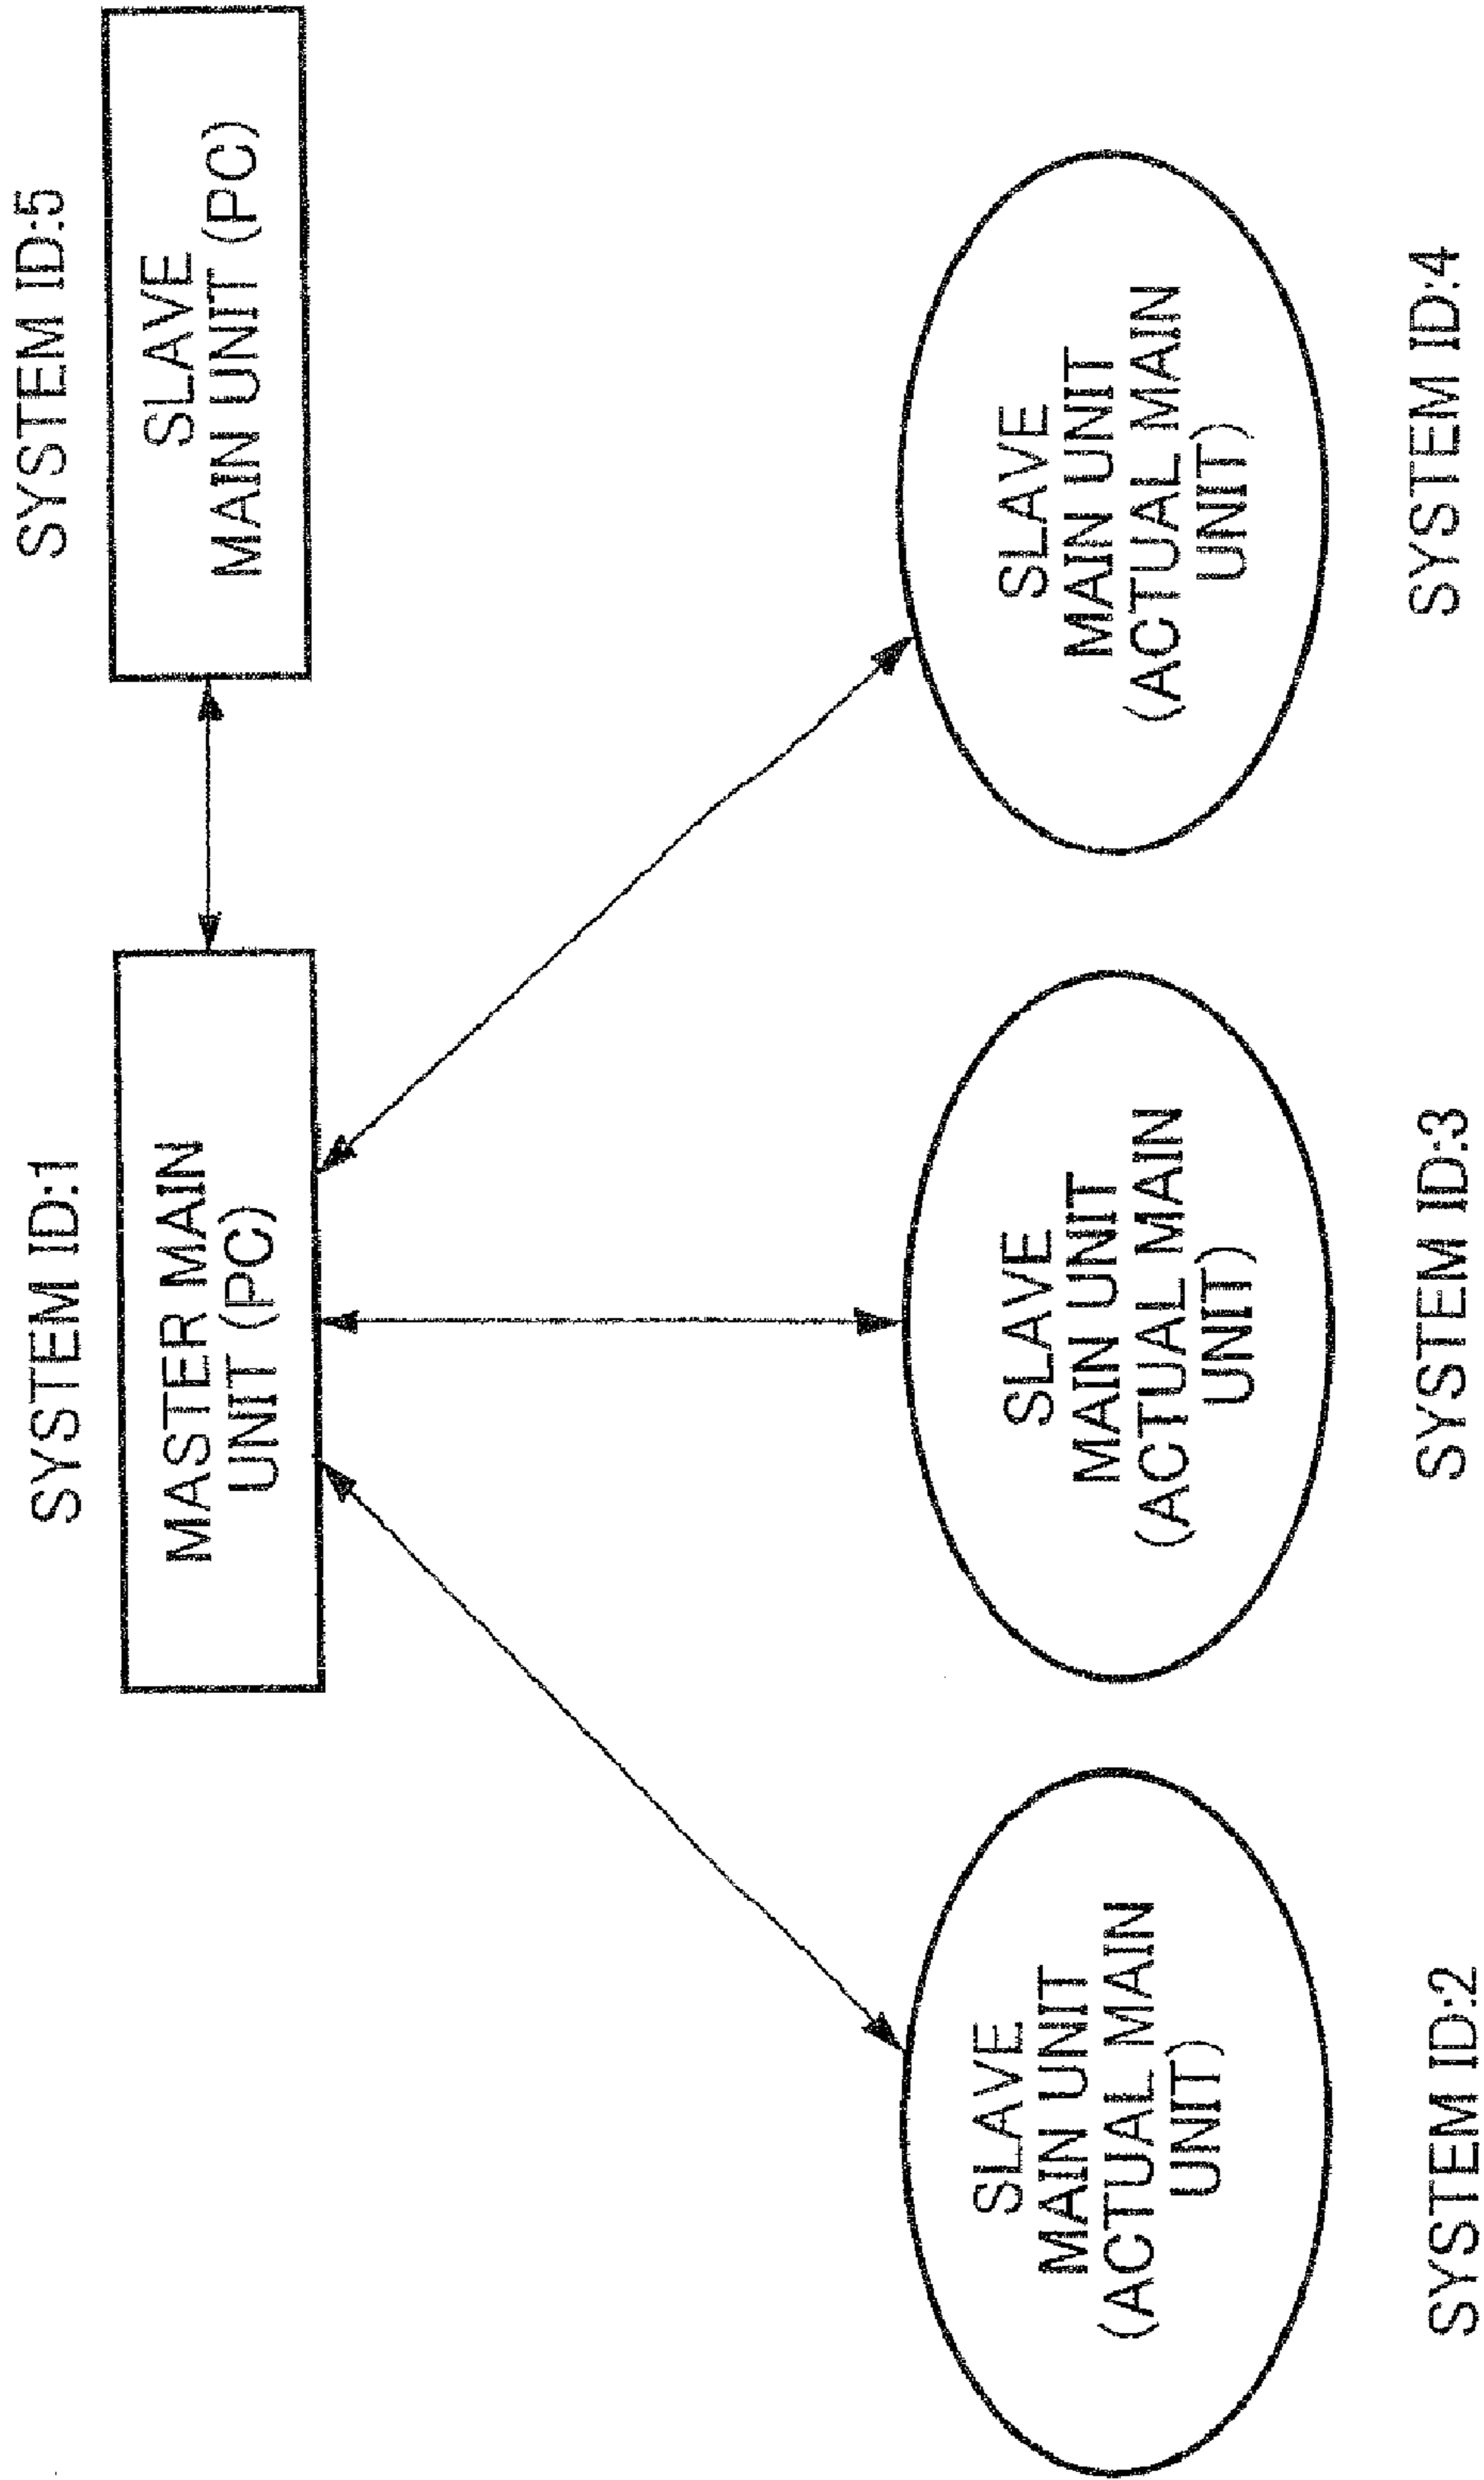 SYSTEM ID:1
MASTER MAIN
UNIT (PC)
SYSTEM ID:5
SLAVE
MAIN UNIT (PC)
SLAVE
MAIN UNIT
(ACTUAL MAIN
UNIT)
SYSTEM ID:2
SLAVE
MAIN UNIT
(ACTUAL MAIN
UNIT)
SYSTEM ID:3
SLAVE
MAIN UNIT
(ACTUAL MAIN
UNIT)
SYSTEM ID:4